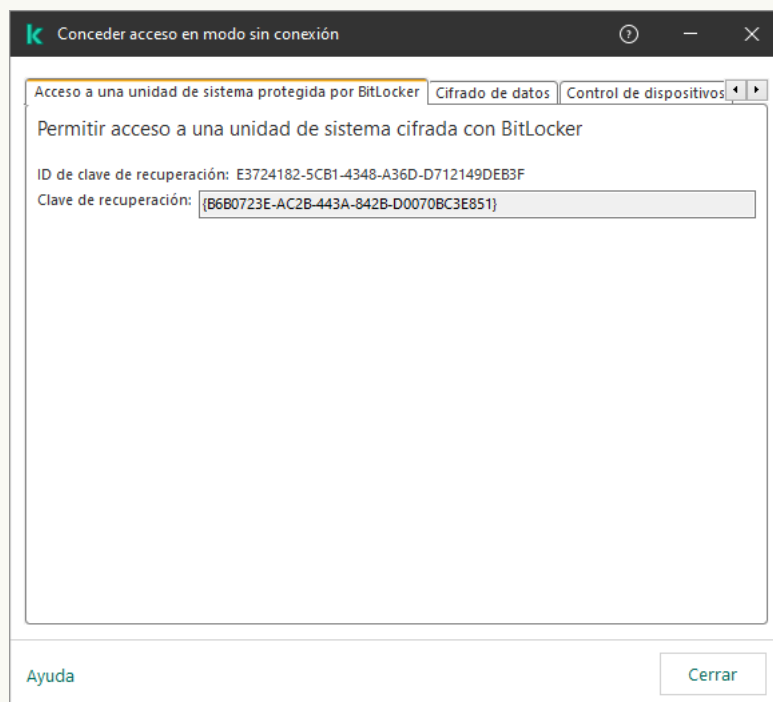 Conceder acceso en modo sin conexión
Acceso a una unidad de sistema protegida por BitLocker
Cifrado de datos
Control de dispositivos
Permitir acceso a una unidad de sistema cifrada con BitLocker
ID de clave de recuperación: E3724182-5CB1-4348-A36D-D712149DEB3F
Clave de recuperación: {B6B0723E-AC2B-443A-842B-D0070BC3E851}
Ayuda
Cerrar